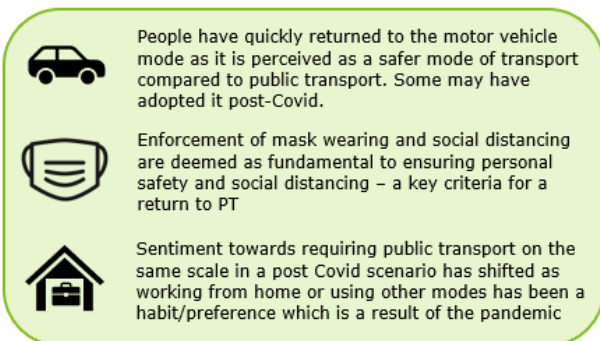 People have quickly returned to the motor vehicle
mode as it is perceived as a safer mode of transport
compared to public transport. Some may have
adopted it post-Covid.
Enforcement of mask wearing and social distancing
are deemed as fundamental to ensuring personal
safety and social distancing – a key criteria for a
return to PT
Sentiment towards requiring public transport on the
same scale in a post Covid scenario has shifted as
working from home or using other modes has been a
habit/preference which is a result of the pandemic